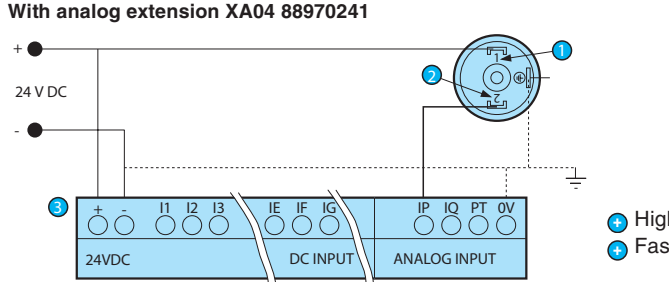 With analog extension XA04 88970241
+
1
1
2
2
24 V DC
-
3
+ - I1 I2 I3 IE IF IG IP IQ PT 0V
24VDC DC INPUT ANALOG INPUT
+ High
+ Fas